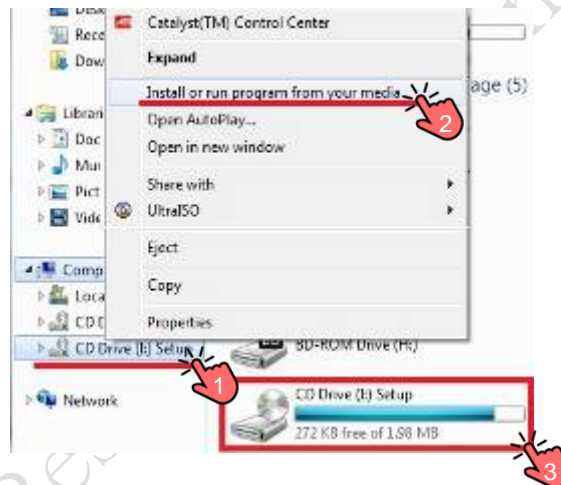 Desk
Rece
Dow
Librari
Doc
Mu
Pict
Vide
Comp
Loca
CD D
CD Drive (I:) Setup
Network
Catalyst(TM) Control Center
Expand
Install or run program from your media
Open AutoPlay...
Open in new window
Share with
UltraISO
Eject
Copy
Properties
age (5)
BD-ROM Drive (H:)
CD Drive (I:) Setup
272 KB free of 1.98 MB
1
2
3